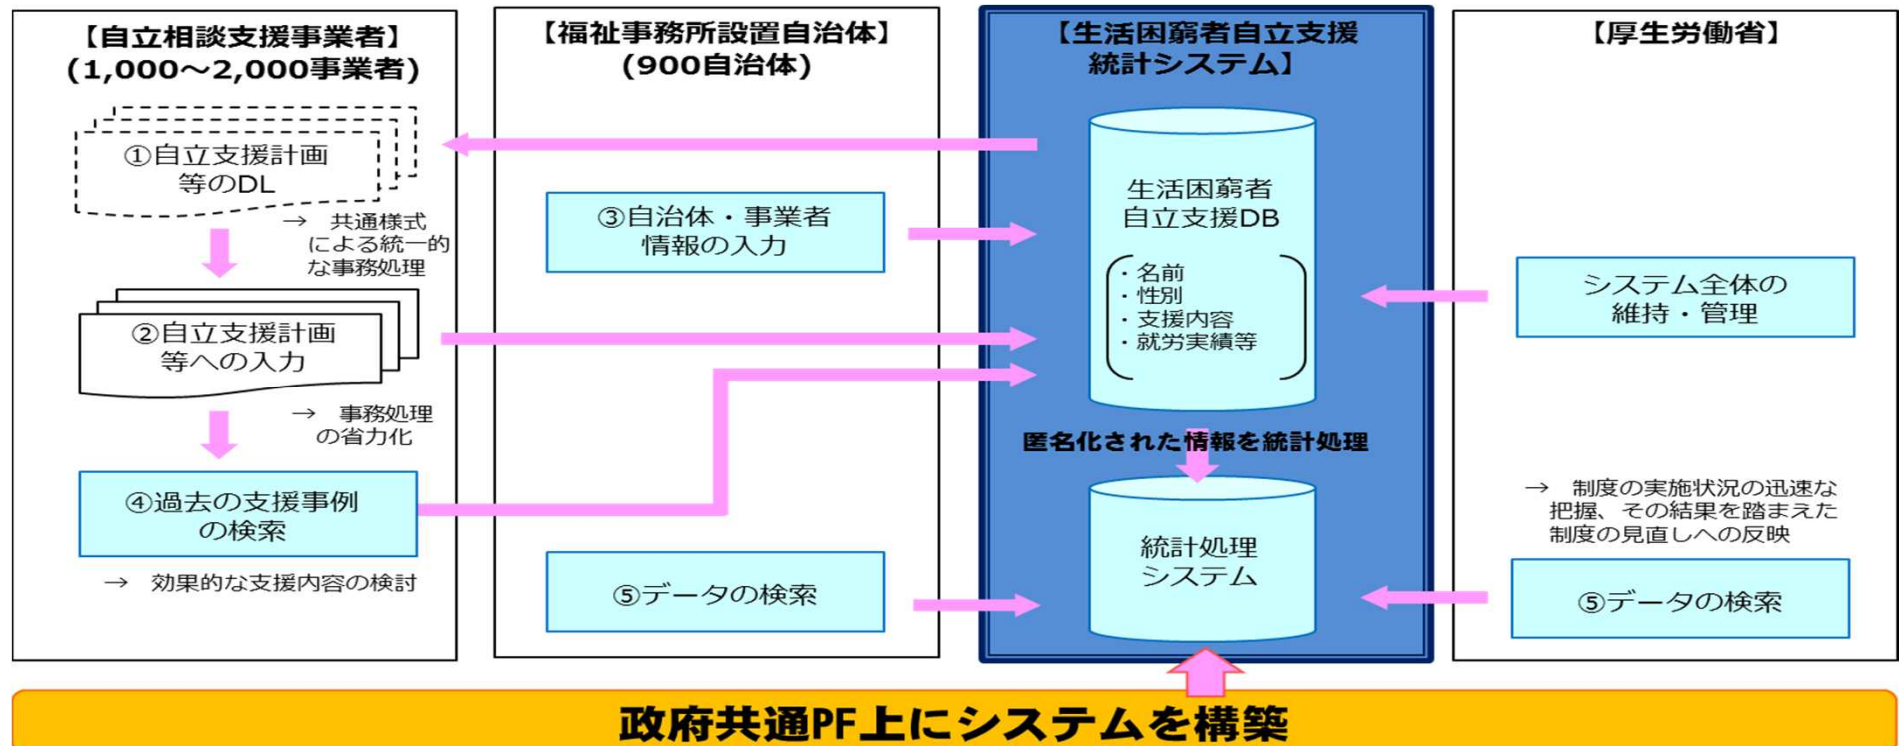 【自立相談支援事業者】
(1,000～2,000事業者)
①自立支援計画
等のDL
→　共通様式
による統一的
な事務処理
②自立支援計画
等への入力
→　事務処理
の省力化
④過去の支援事例
の検索
→　効果的な支援内容の検討
【福祉事務所設置自治体】
(900自治体)
③自治体・事業者
情報の入力
⑤データの検索
【生活困窮者自立支援
統計システム】
生活困窮者
自立支援DB
・名前
・性別
・支援内容
・就労実績等
匿名化された情報を統計処理
統計処理
システム
【厚生労働省】
システム全体の
維持・管理
→　制度の実施状況の迅速な
把握、その結果を踏まえた
制度の見直しへの反映
⑤データの検索
政府共通PF上にシステムを構築